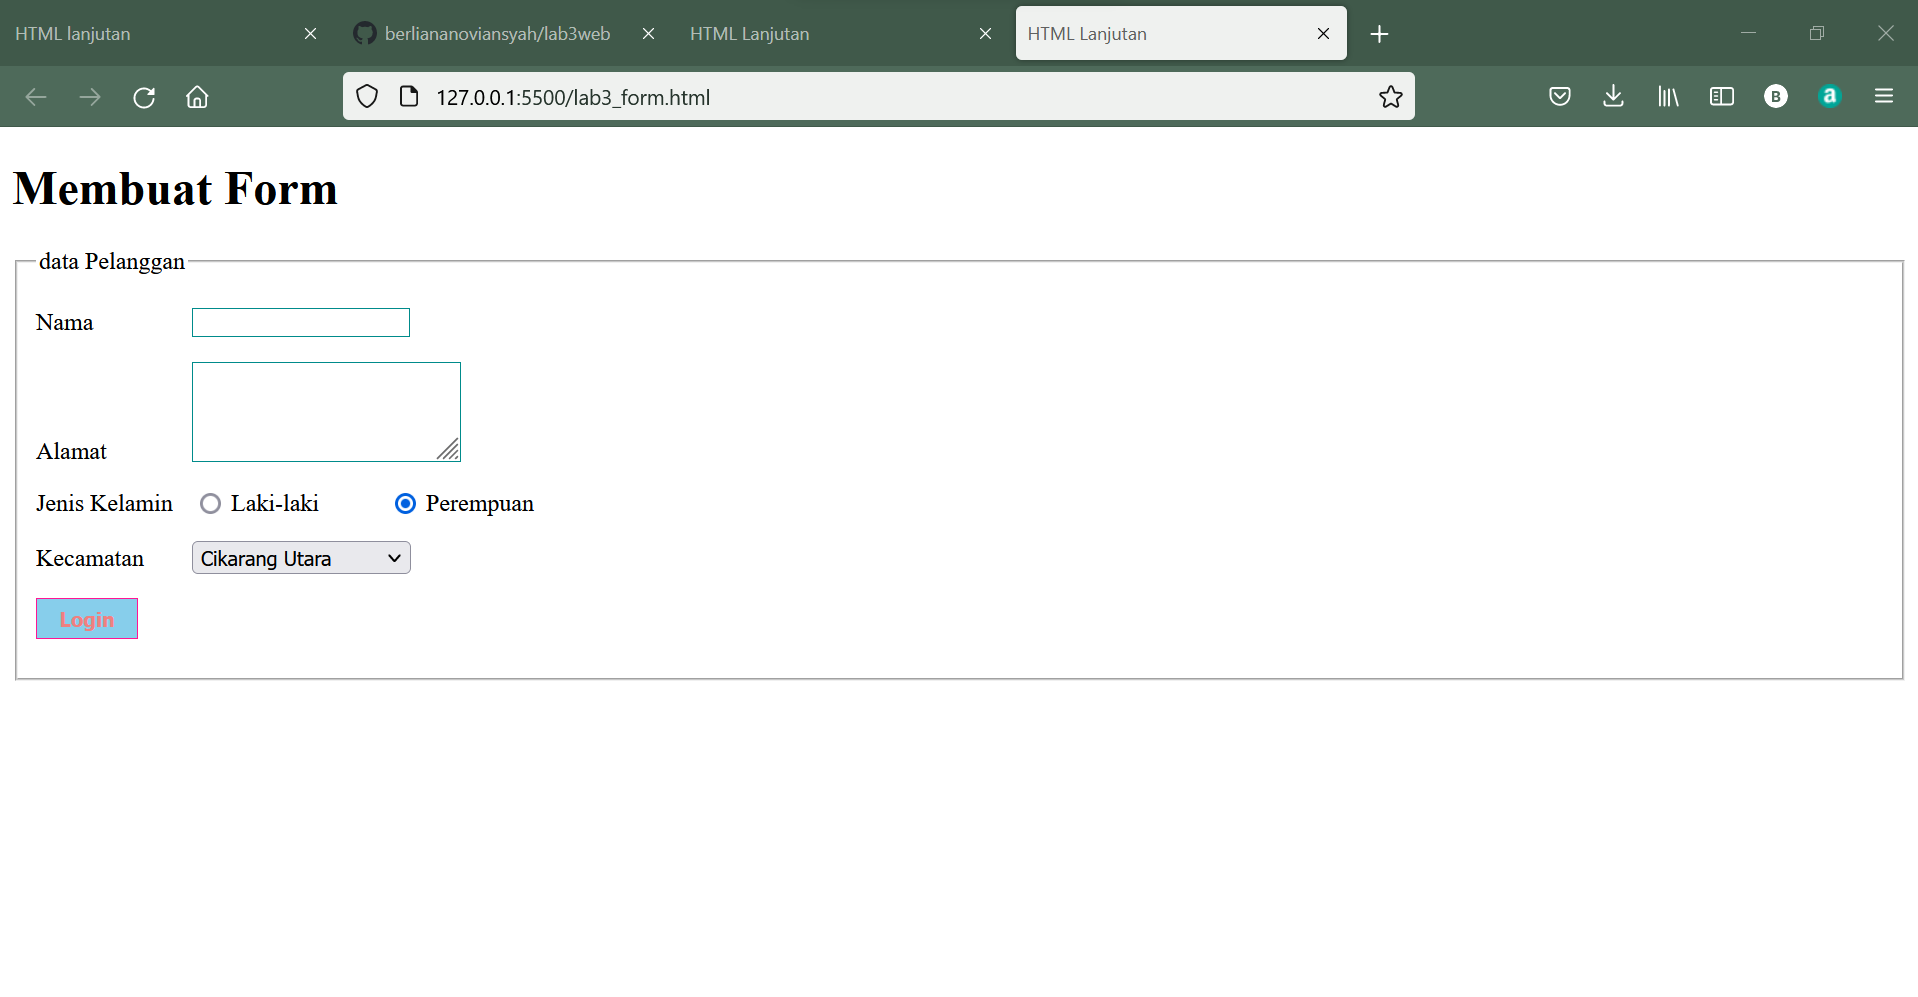 HTML lanjutan
berliananoviansyah/lab3web
HTML Lanjutan
HTML Lanjutan
127.0.0.1:5500/lab3_form.html
B
a
Membuat Form
data Pelanggan
Nama
Alamat
Jenis Kelamin Laki-laki Perempuan
Kecamatan Cikarang Utara
Login